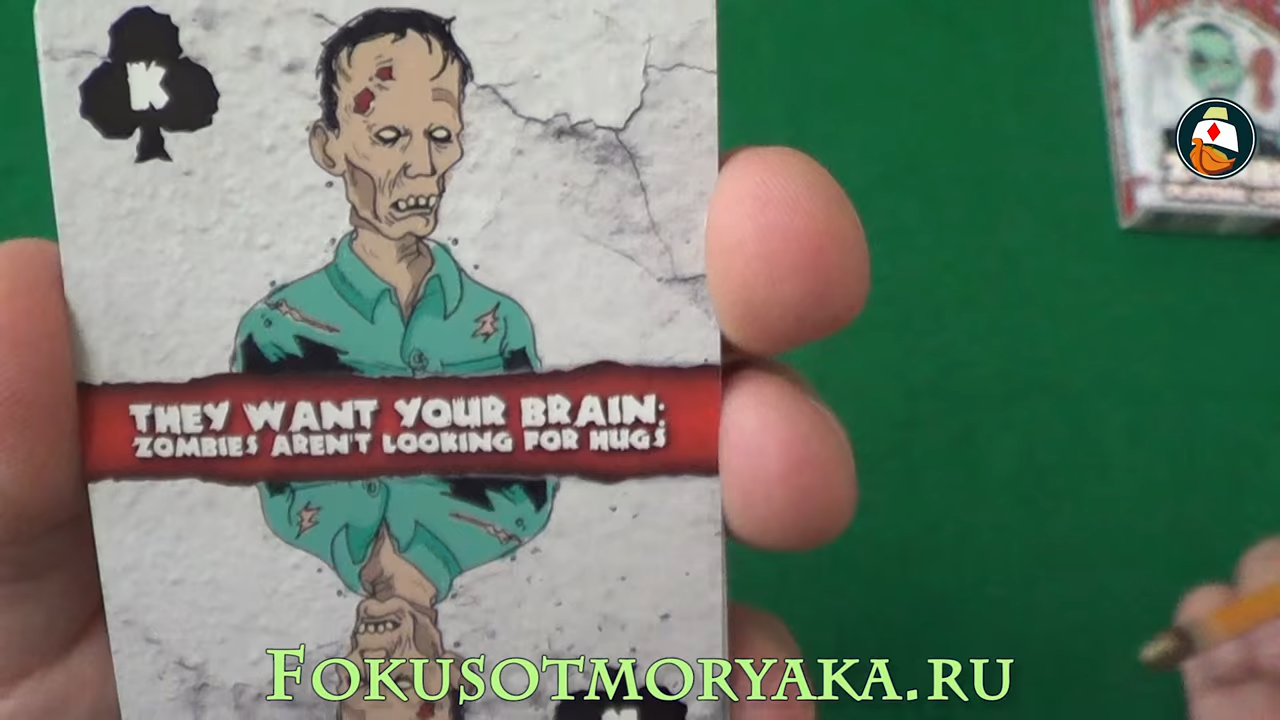 K
THEY WANT YOUR BRAIN;
ZOMBIES AREN'T LOOKING FOR HUGS
FOKUSOTMORYAKA.RU